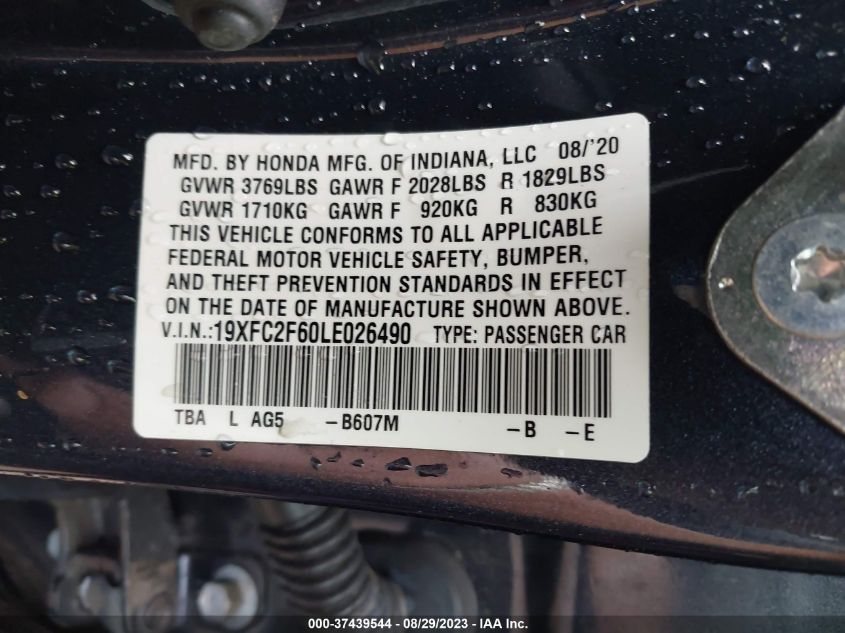 MFD. BY HONDA MFG. OF INDIANA, LLC 08/'20
GVWR 3769LBS GAWR F 2028LBS R 1829LBS
GVWR 1710KG GAWR F 920KG R 830KG
THIS VEHICLE CONFORMS TO ALL APPLICABLE
FEDERAL MOTOR VEHICLE SAFETY, BUMPER,
AND THEFT PREVENTION STANDARDS IN EFFECT
ON THE DATE OF MANUFACTURE SHOWN ABOVE.
V.I.N.:19XFC2F60LE026490 TYPE: PASSENGER CAR
TBA L AG5 -B607M -B -E
000-37439544 - 08/29/2023 - IAA Inc.